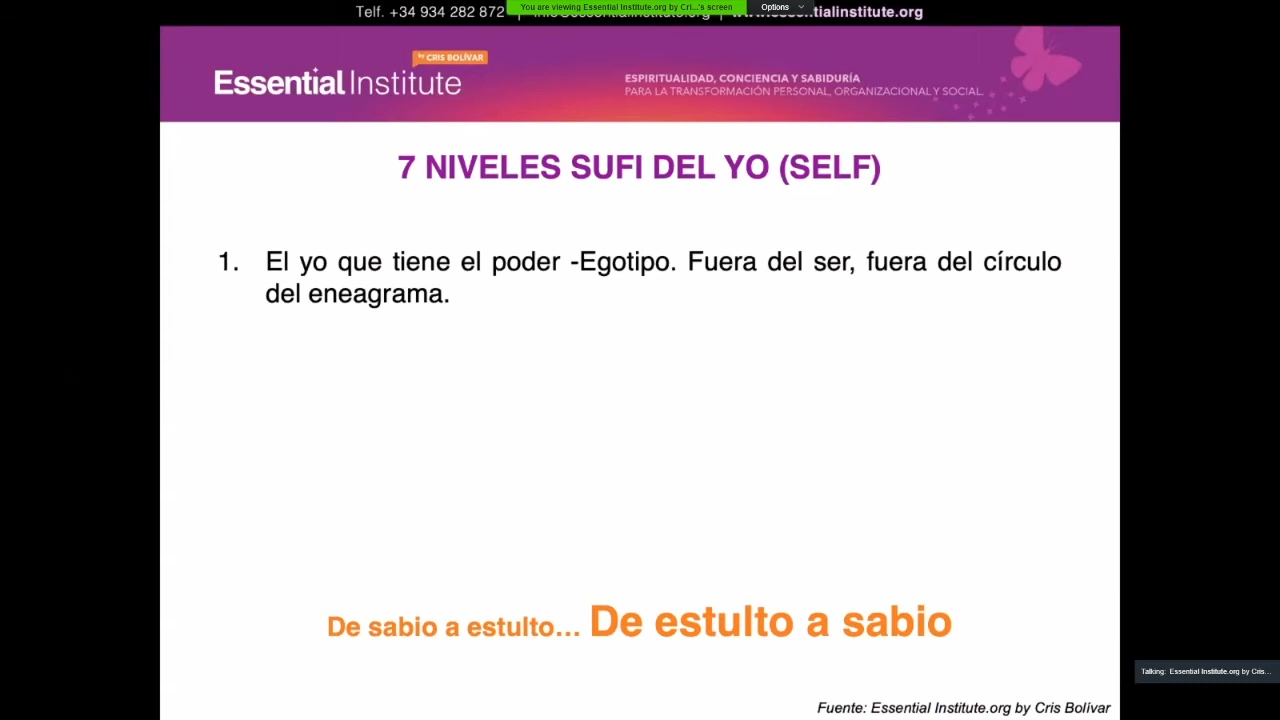 Telf. +34 934 282 872 | info@essentialinstitute.org | www.essentialinstitute.org
You are viewing Essential Institute.org by Cri...'s screen
Options
by CRIS BOLÍVAR
Essential Institute
ESPIRITUALIDAD, CONCIENCIA Y SABIDURÍA
PARA LA TRANSFORMACIÓN PERSONAL, ORGANIZACIONAL Y SOCIAL.
7 NIVELES SUFI DEL YO (SELF)
1. El yo que tiene el poder -Egotipo. Fuera del ser, fuera del círculo
del eneagrama.
De sabio a estulto... De estulto a sabio
Talking: Essential Institute.org by Cris...
Fuente: Essential Institute.org by Cris Bolívar